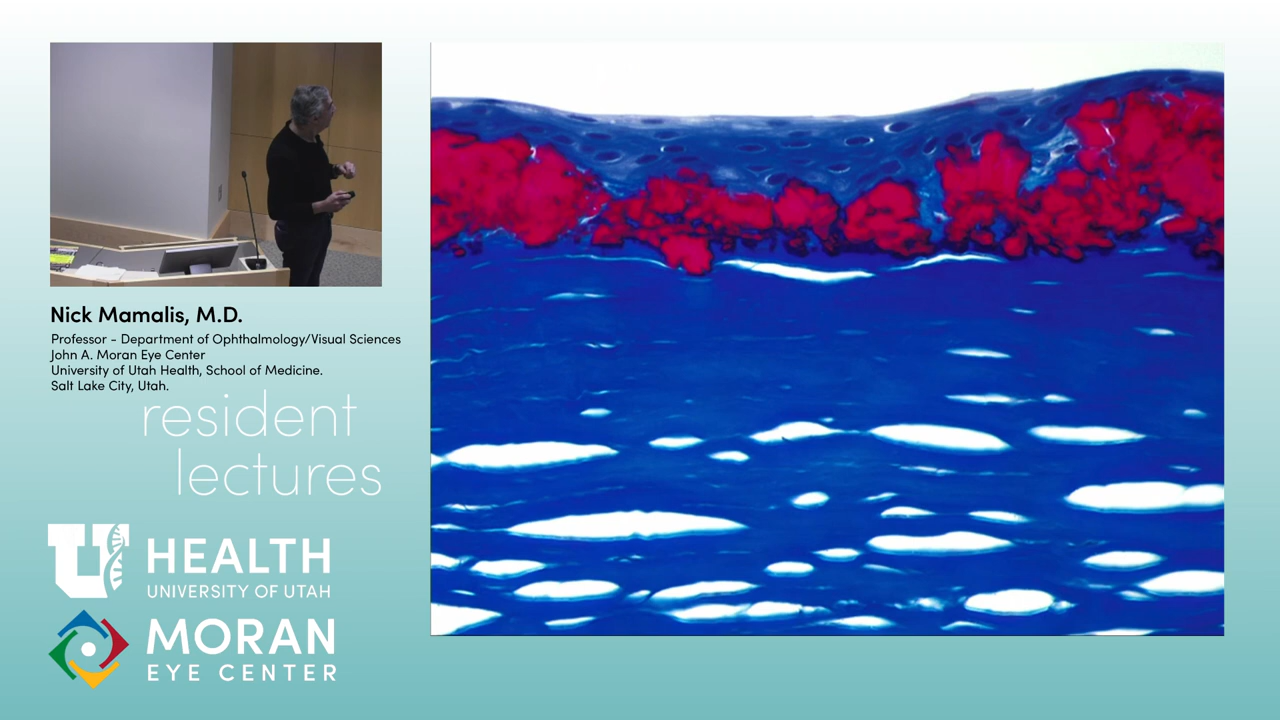 Nick Mamalis, M.D.
Professor - Department of Ophthalmology/Visual Sciences
John A. Moran Eye Center
University of Utah Health, School of Medicine.
Salt Lake City, Utah.
resident
lectures
U
HEALTH
UNIVERSITY OF UTAH
MORAN
EYE CENTER